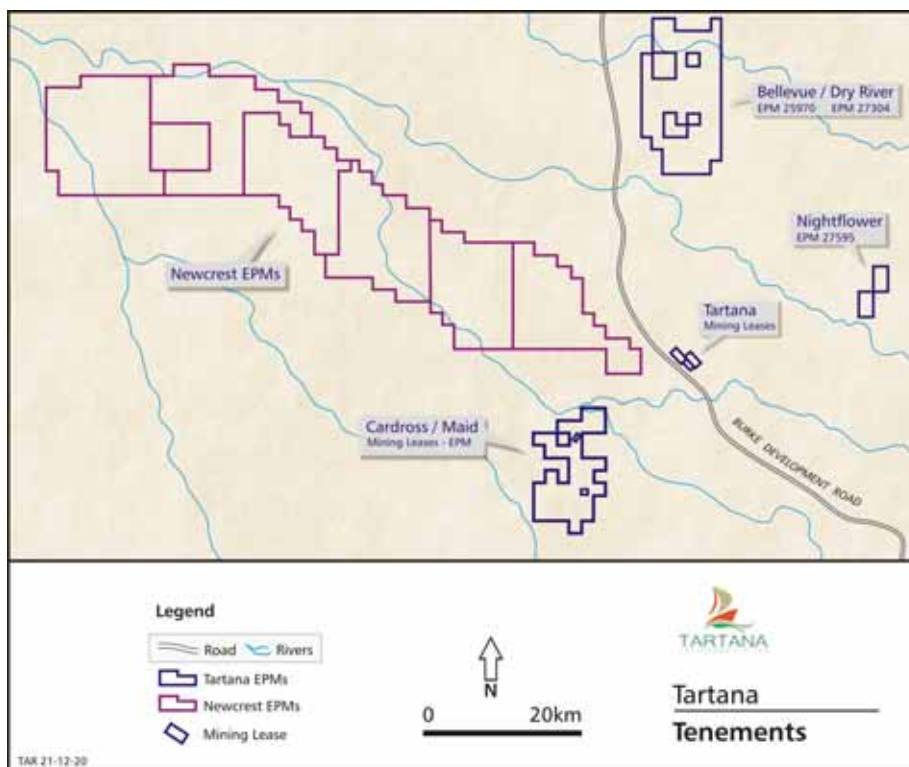 Bellevue / Dry River
EPM 25970 EPM 27304
Nightflower
EPM 27595
Newcrest EPMs
Tartana
Mining Leases
Cardross / Maid
Mining Leases - EPM
BURKE DEVELOPMENT ROAD
Legend
Road Rivers
Tartana EPMs
Newcrest EPMs
Mining Lease
N
0 20km
TARTANA
Tartana
Tenements
TAR 21-12-20